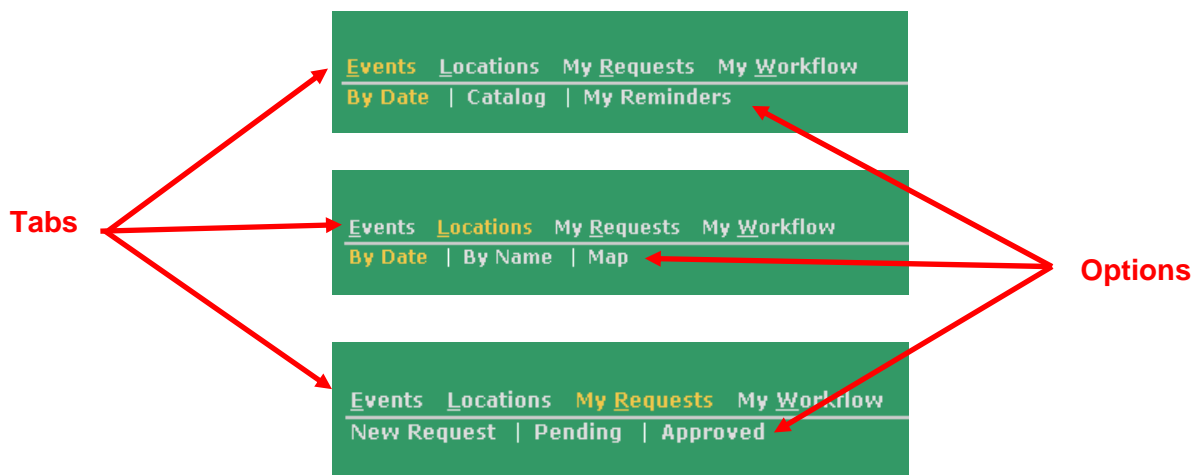 Events Locations My Requests My Workflow
By Date | Catalog | My Reminders
Tabs
Events Locations My Requests My Workflow
By Date | By Name | Map
Options
Events Locations My Requests My Workflow
New Request | Pending | Approved